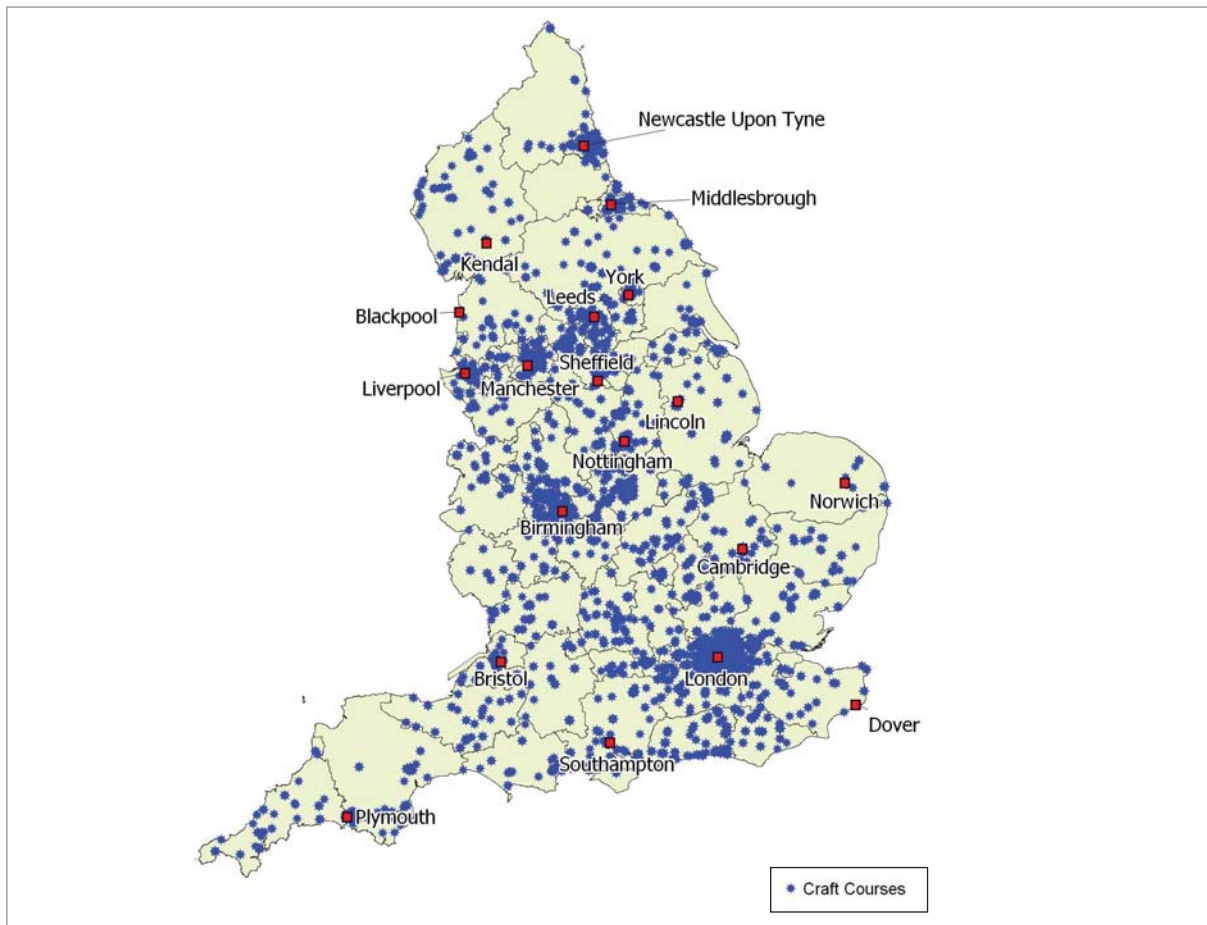 Newcastle Upon Tyne
Middlesbrough
Kendal
York
Leeds
Blackpool
Sheffield
Liverpool
Manchester
Lincoln
Nottingham
Norwich
Birmingham
Cambridge
Bristol
London
Dover
Southampton
Plymouth
Craft Courses